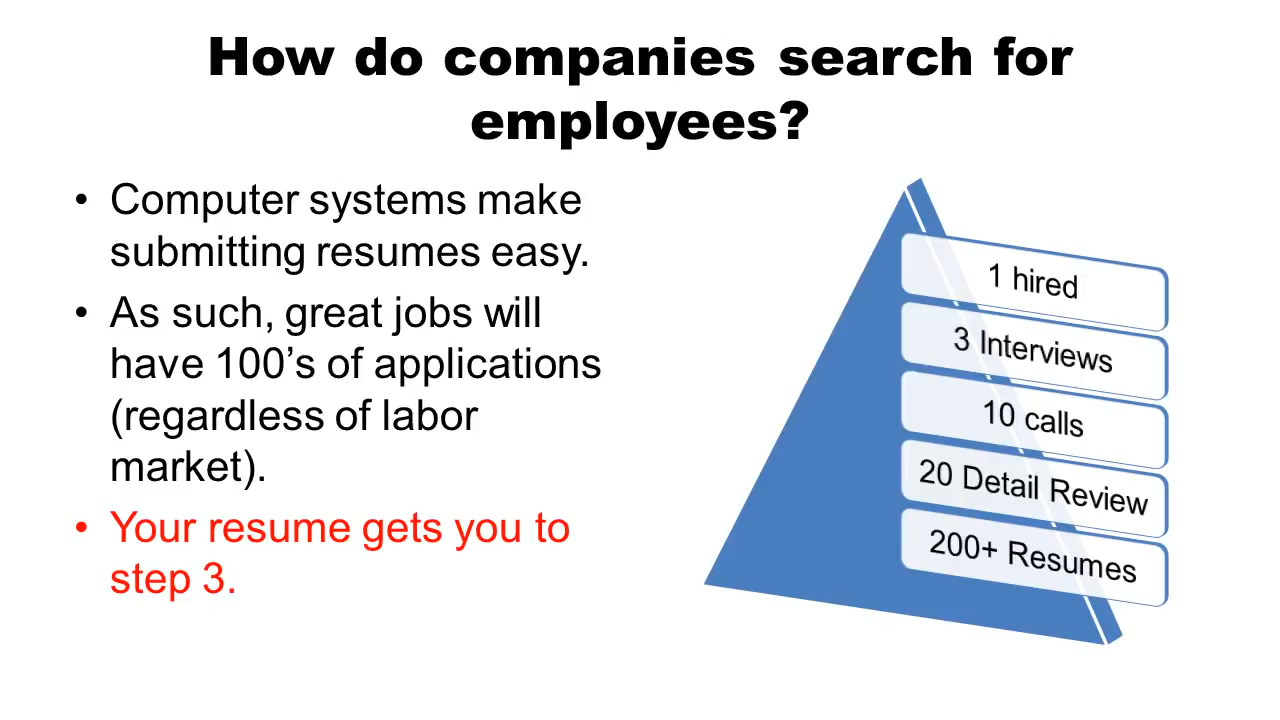 How do companies search for
employees?
• Computer systems make
submitting resumes easy.
• As such, great jobs will
have 100’s of applications
(regardless of labor
market).
• Your resume gets you to
step 3.
1 hired
3 Interviews
10 calls
20 Detail Review
200+ Resumes